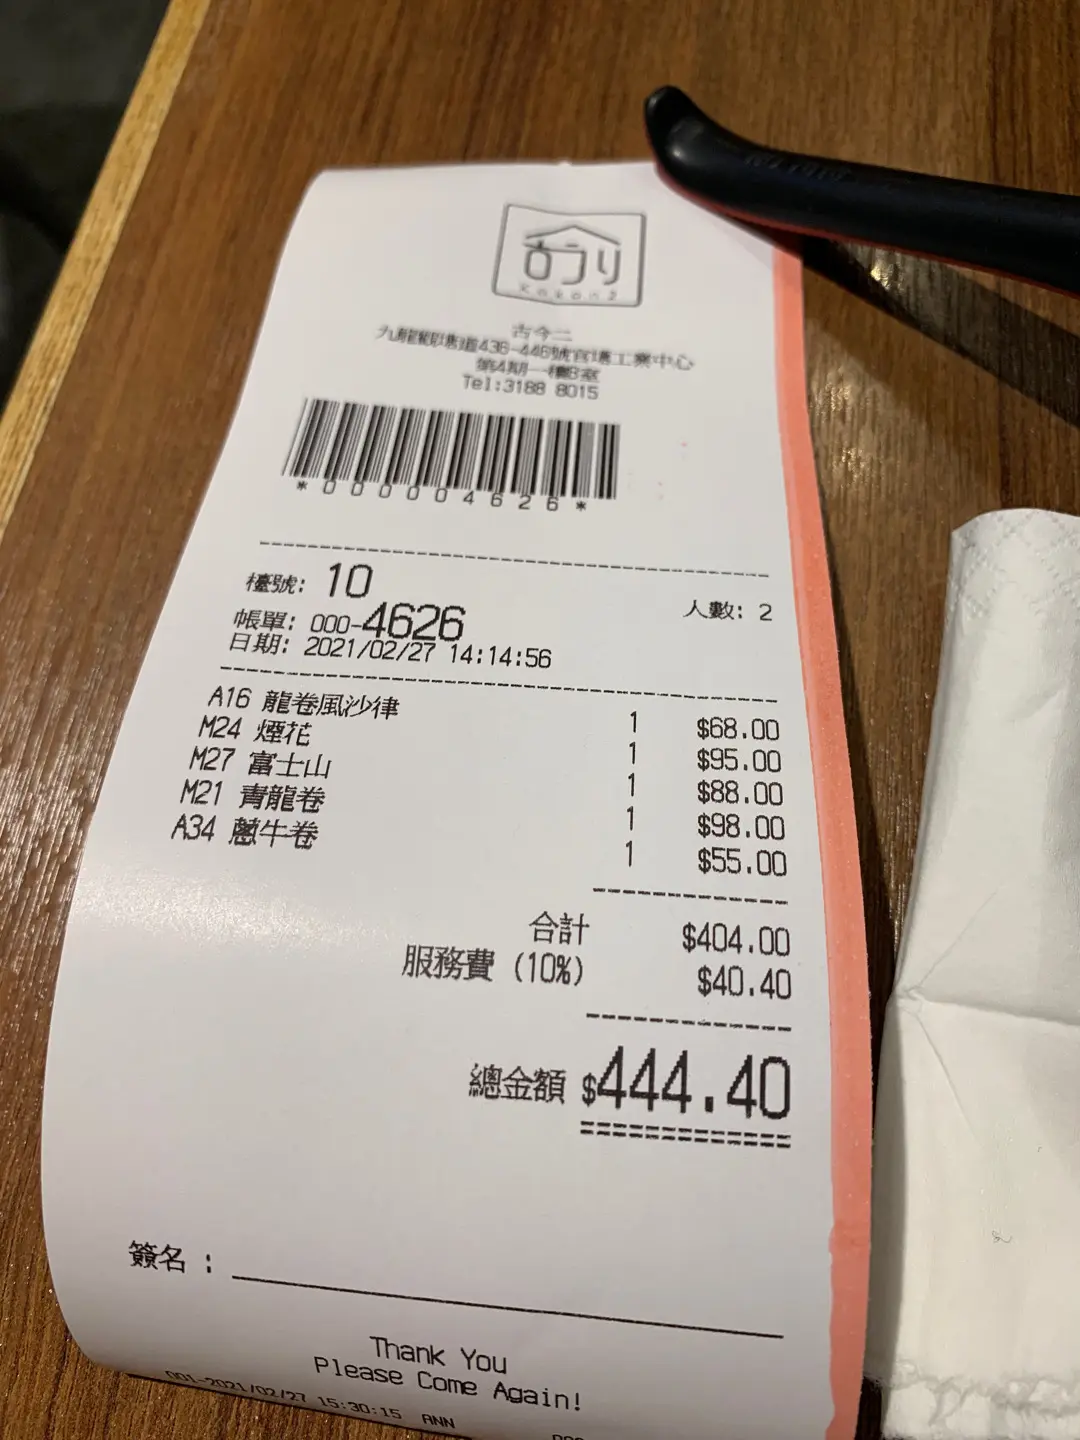 kokon2
古今二
九龍觀塘道436-446號官塘工業中心
第4期一樓B室
Tel:3188 8015
*000004626*
檯號: 10 人數: 2
帳單: 000-4626
日期: 2021/02/27 14:14:56
A16 龍卷風沙律 1 $68.00
M24 煙花 1 $95.00
M27 富士山 1 $88.00
M21 青龍卷 1 $98.00
A34 蔥牛卷 1 $55.00
合計 $404.00
服務費 (10%) $40.40
總金額 $444.40
簽名 :
Thank You
Please Come Again!
001-2021/02/27 15:30:15 ANN